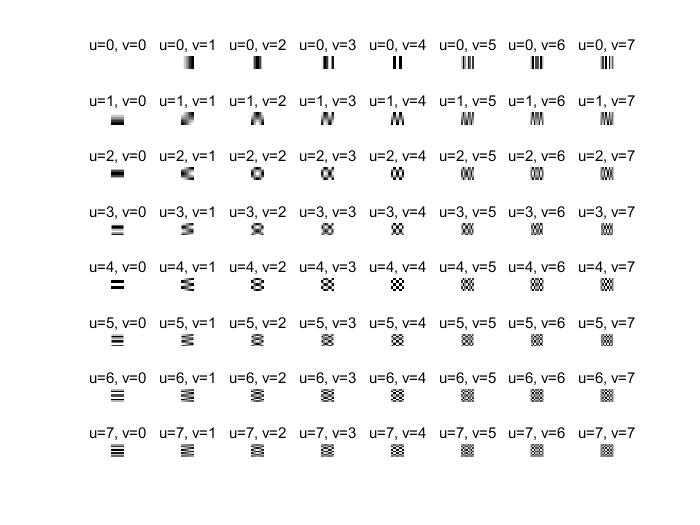 u=0, v=0 u=0, v=1 u=0, v=2 u=0, v=3 u=0, v=4 u=0, v=5 u=0, v=6 u=0, v=7
u=1, v=0 u=1, v=1 u=1, v=2 u=1, v=3 u=1, v=4 u=1, v=5 u=1, v=6 u=1, v=7
u=2, v=0 u=2, v=1 u=2, v=2 u=2, v=3 u=2, v=4 u=2, v=5 u=2, v=6 u=2, v=7
u=3, v=0 u=3, v=1 u=3, v=2 u=3, v=3 u=3, v=4 u=3, v=5 u=3, v=6 u=3, v=7
u=4, v=0 u=4, v=1 u=4, v=2 u=4, v=3 u=4, v=4 u=4, v=5 u=4, v=6 u=4, v=7
u=5, v=0 u=5, v=1 u=5, v=2 u=5, v=3 u=5, v=4 u=5, v=5 u=5, v=6 u=5, v=7
u=6, v=0 u=6, v=1 u=6, v=2 u=6, v=3 u=6, v=4 u=6, v=5 u=6, v=6 u=6, v=7
u=7, v=0 u=7, v=1 u=7, v=2 u=7, v=3 u=7, v=4 u=7, v=5 u=7, v=6 u=7, v=7